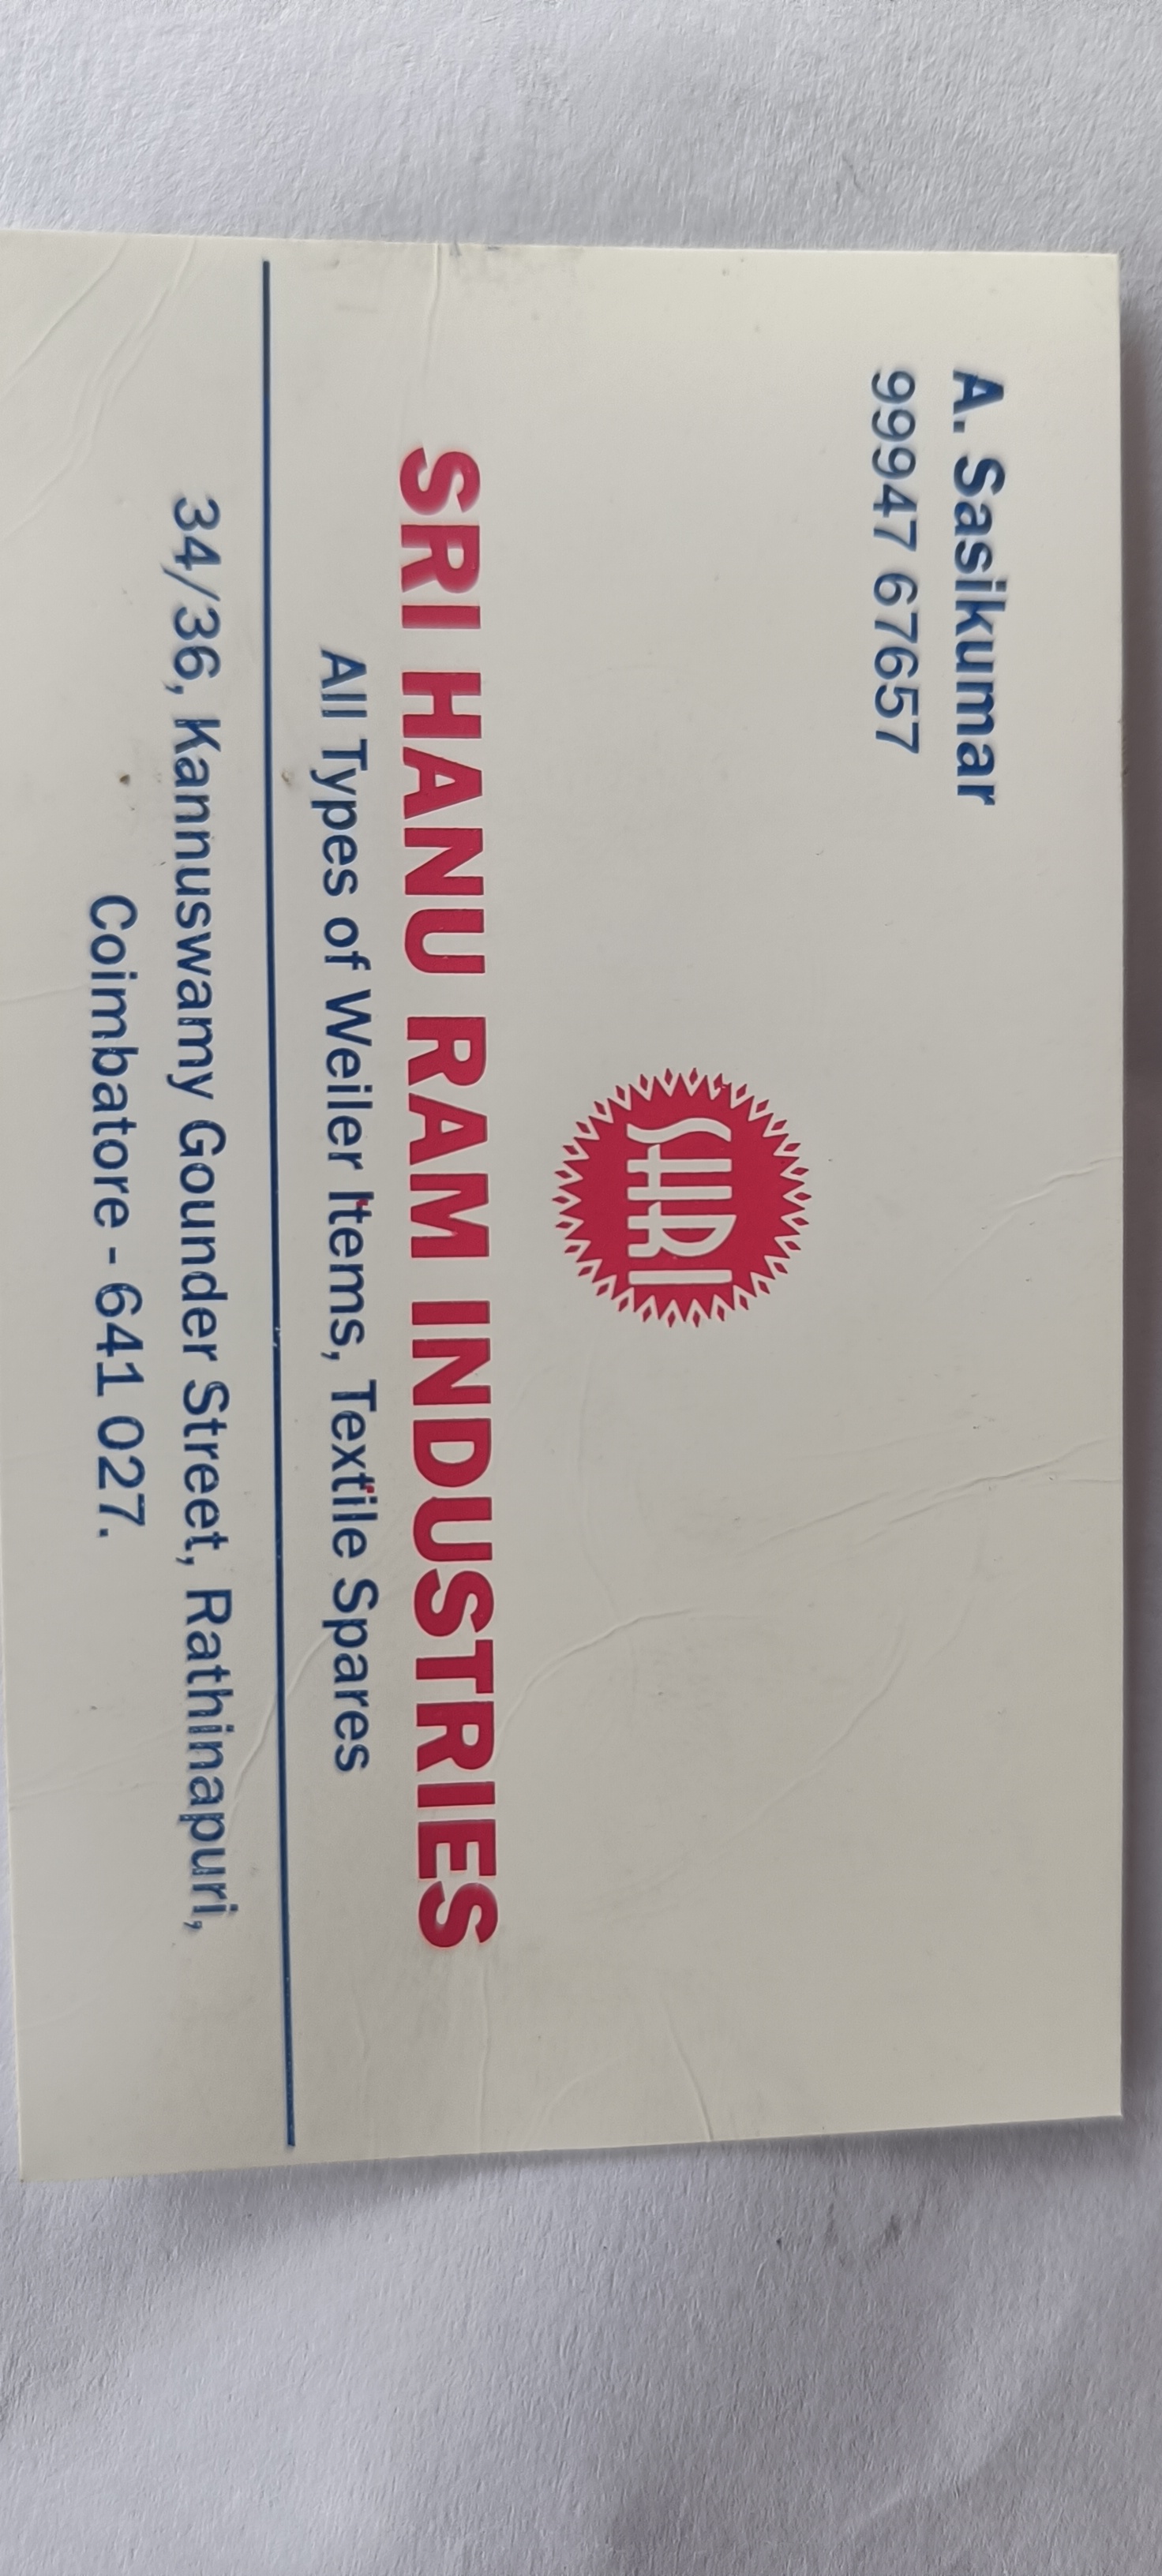 A. Sasikumar
99947 67657
SHRI
SRI HANU RAM INDUSTRIES
All Types of Weiler Items, Textile Spares
34/36, Kannuswamy Gounder Street, Rathinapuri,
Coimbatore - 641 027.